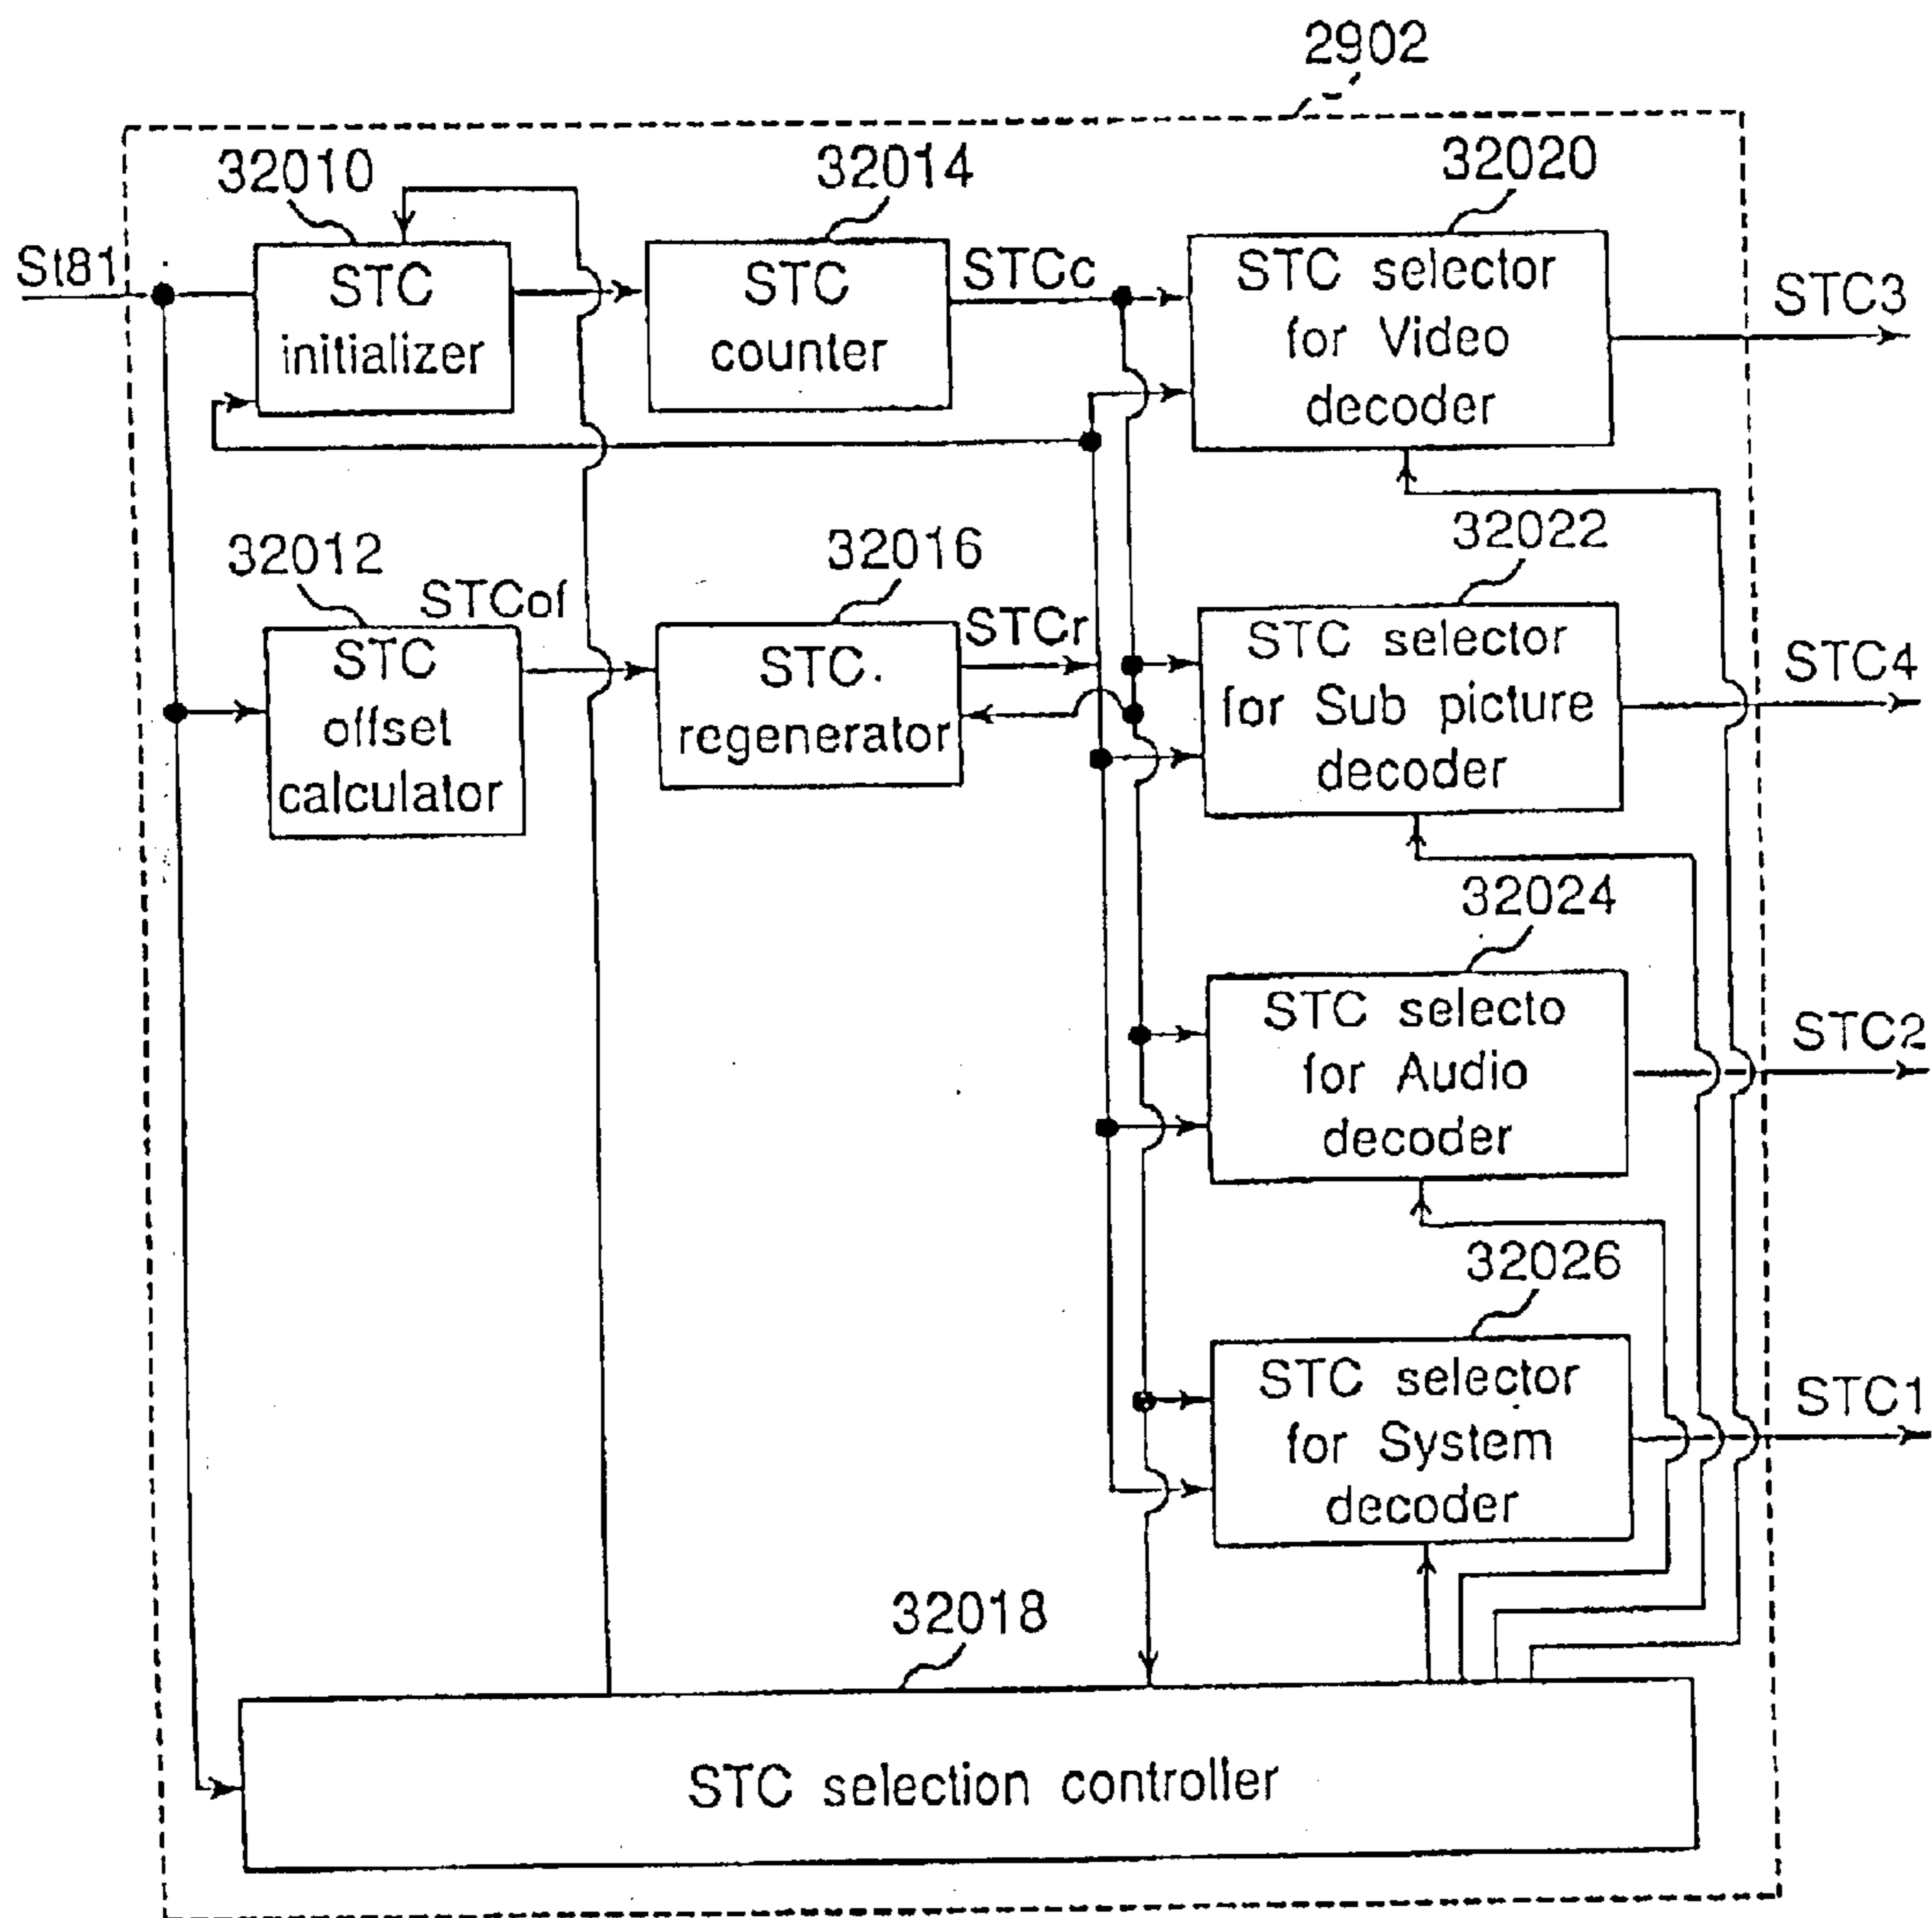 2902
32010
32014
32020
St81
STC
initializer
STC
counter
STCc
STC selector
for Video
decoder
STC3
32012
STCof
32016
STCr
32022
STC
offset
calculator
STC.
regenerator
STC selector
for Sub picture
decoder
STC4
32024
STC selecto
for Audio
decoder
STC2
32026
STC selector
for System
decoder
STC1
32018
STC selection controller